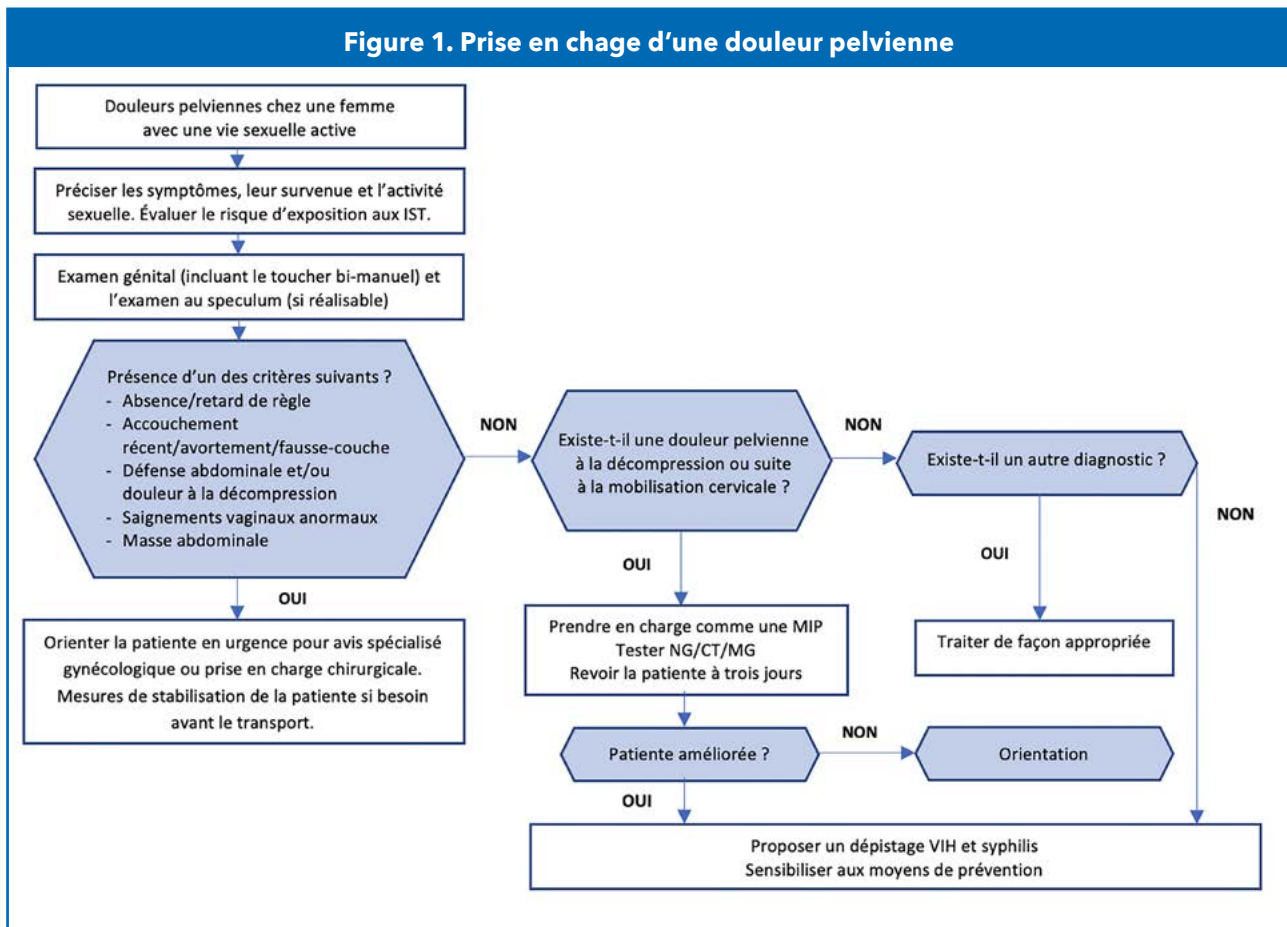 Figure 1. Prise en chage d'une douleur pelvienne
Douleurs pelviennes chez une femme
avec une vie sexuelle active
Préciser les symptômes, leur survenue et l'activité
sexuelle. Évaluer le risque d'exposition aux IST.
Examen génital (incluant le toucher bi-manuel) et
l'examen au speculum (si réalisable)
Présence d'un des critères suivants ?
- Absence/retard de règle
- Accouchement
récent/avortement/fausse-couche
- Défense abdominale et/ou
douleur à la décompression
- Saignements vaginaux anormaux
- Masse abdominale
NON
Existe-t-il une douleur pelvienne
à la décompression ou suite
à la mobilisation cervicale ?
NON
Existe-t-il un autre diagnostic ?
NON
OUI
Orienter la patiente en urgence pour avis spécialisé
gynécologique ou prise en charge chirurgicale.
Mesures de stabilisation de la patiente si besoin
avant le transport.
OUI
Prendre en charge comme une MIP
Tester NG/CT/MG
Revoir la patiente à trois jours
OUI
Traiter de façon appropriée
Patiente améliorée ?
NON
Orientation
OUI
Proposer un dépistage VIH et syphilis
Sensibiliser aux moyens de prévention